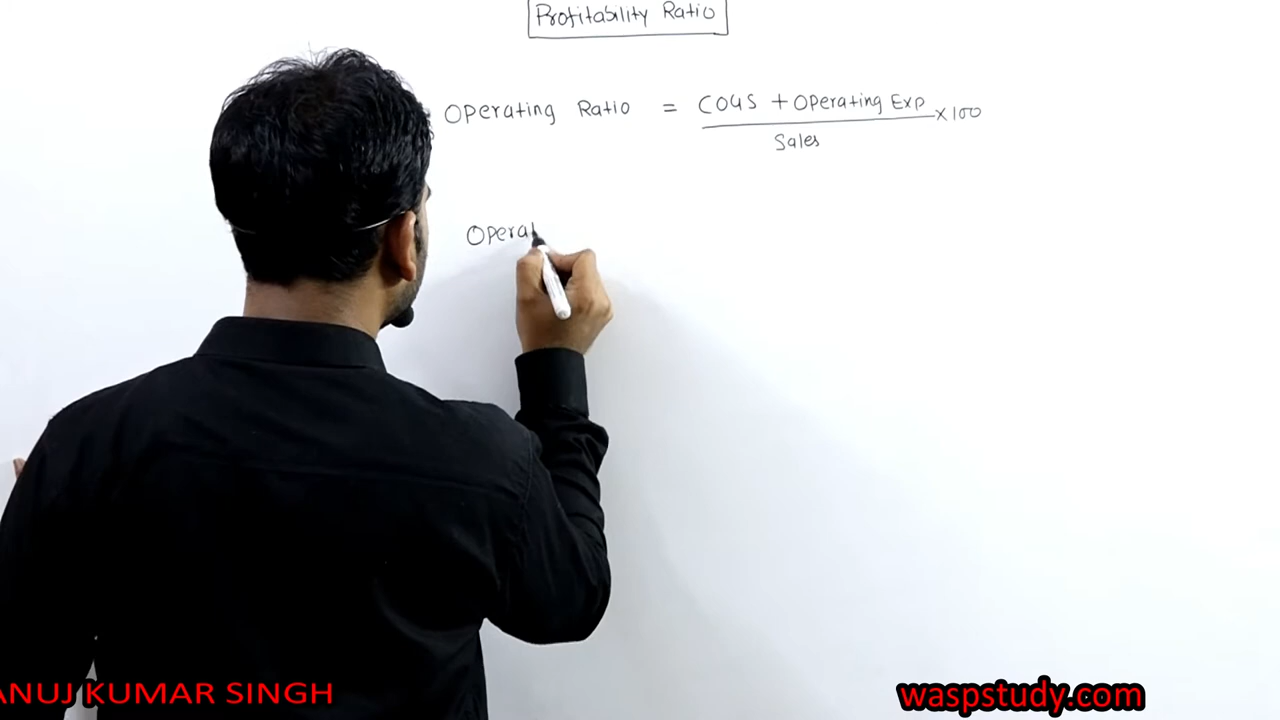 Profitability Ratio
Operating Ratio = COGS + Operating Exp × 100
Sales
Operat
ANUJ KUMAR SINGH
waspstudy.com